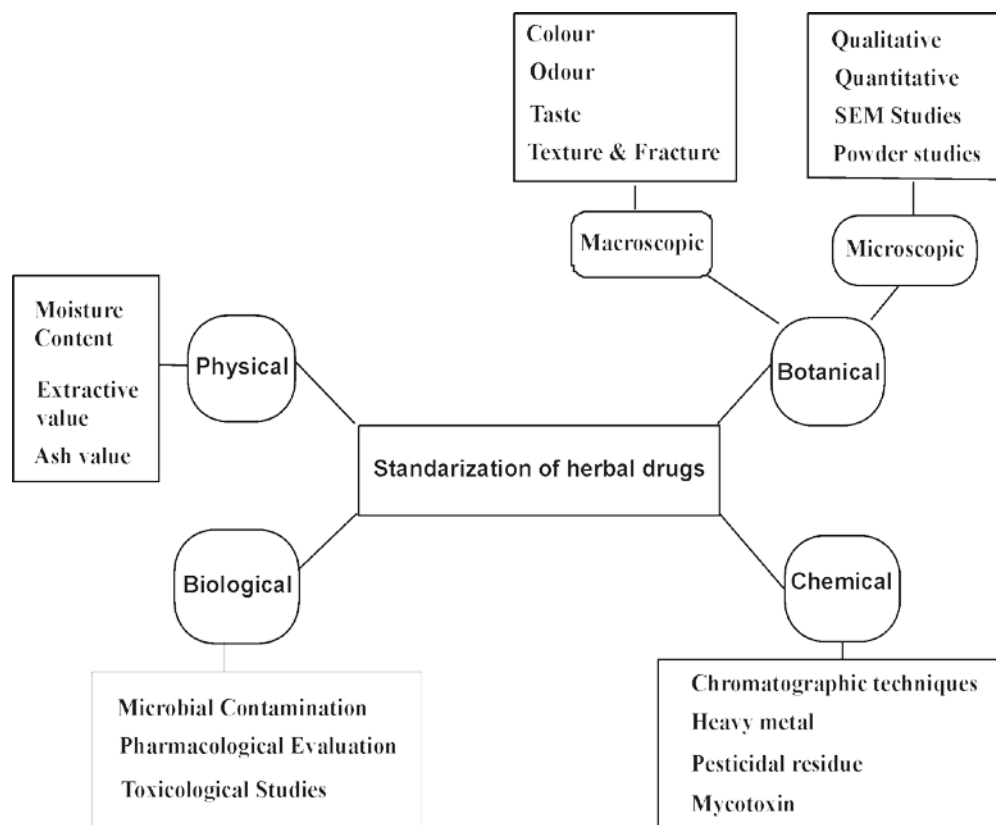 Colour
Odour
Taste
Texture & Fracture
Qualitative
Quantitative
SEM Studies
Powder studies
Macroscopic
Microscopic
Moisture
Content
Extractive
value
Ash value
Physical
Botanical
Standarization of herbal drugs
Biological
Chemical
Microbial Contamination
Pharmacological Evaluation
Toxicological Studies
Chromatographic techniques
Heavy metal
Pesticidal residue
Mycotoxin